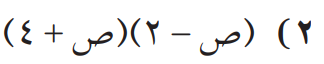 ٢) (ص − ٢)(ص + ٤)